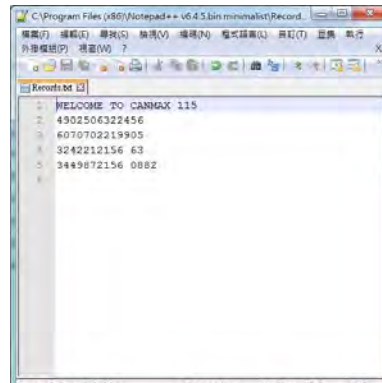 C:\Program Files (x86)\Notepad++ v6.4.5.bin minimalist\Record...
檔案(F) 編輯(E) 尋找(S) 檢視(V) 編碼(N) 程式語言(L) 設定(T) 巨集 執行
外掛模組(P) 視窗(W) ? X
Records.txt
1 WELCOME TO CANMAX 115
2 4902506322456
3 6070702219905
4 3242212156 63
5 3449872156 0882
6